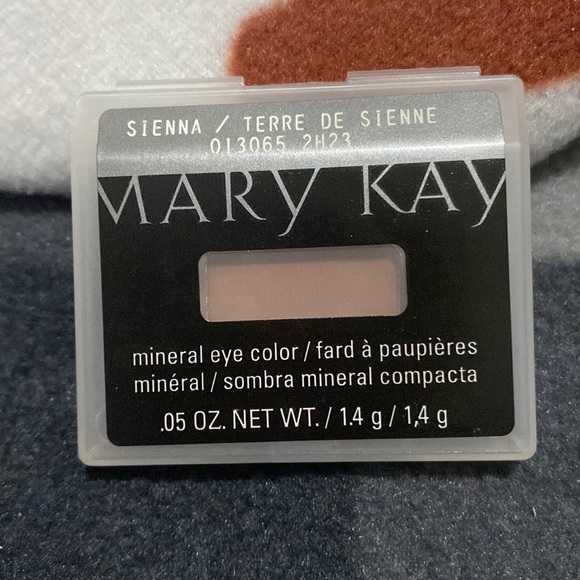 SiENNA / TERRE DE SiENNE
013065 2H23
MARY KAY
mineral eye color / fard à paupières
minéral / sombra mineral compacta
.05 OZ. NET WT. / 1.4 g / 1,4 g